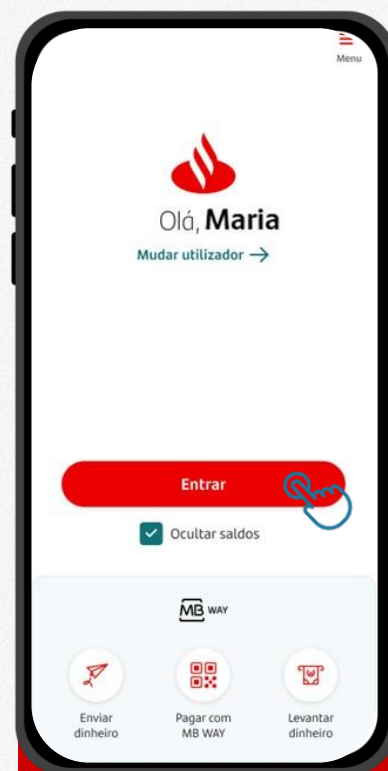 Menu
Olá, Maria
Mudar utilizador →
Entrar
Ocultar saldos
MB WAY
Enviar dinheiro
Pagar com MB WAY
Levantar dinheiro